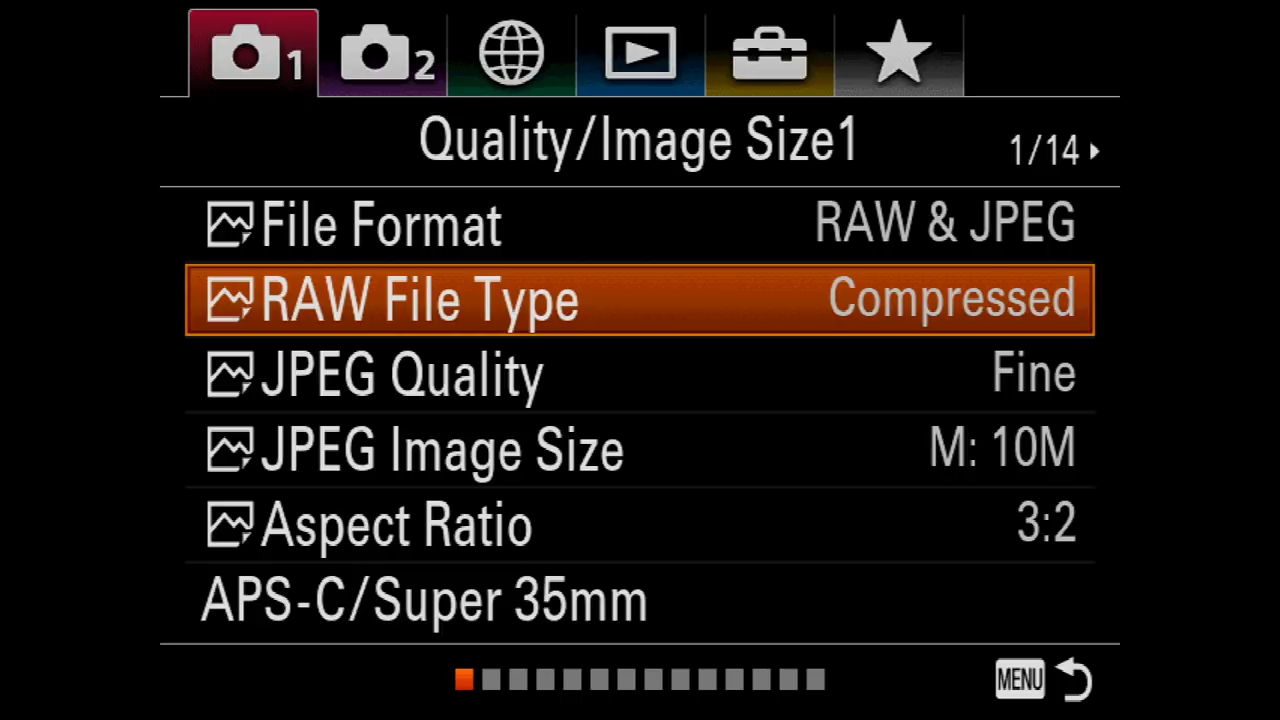 1 2
Quality/Image Size1 1/14
File Format RAW & JPEG
RAW File Type Compressed
JPEG Quality Fine
JPEG Image Size M: 10M
Aspect Ratio 3:2
APS-C/Super 35mm
MENU